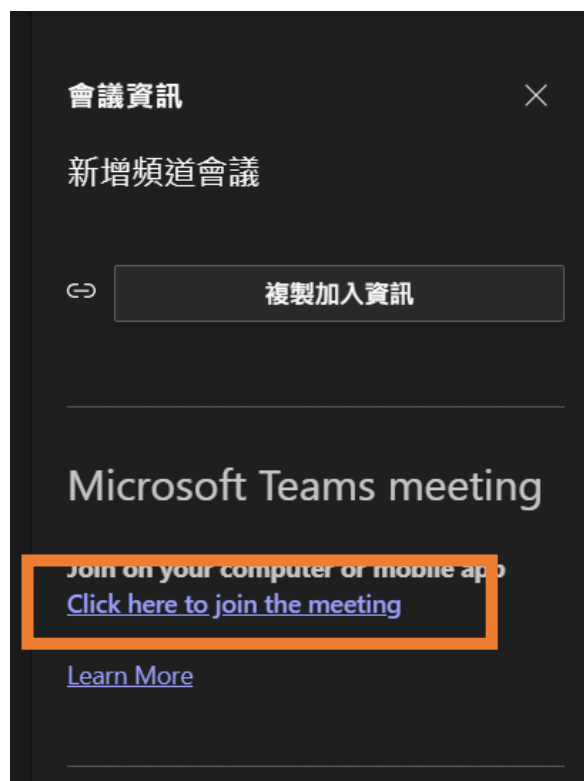 會議資訊
新增頻道會議
複製加入資訊
Microsoft Teams meeting
Join on your computer or mobile app
Click here to join the meeting
Learn More